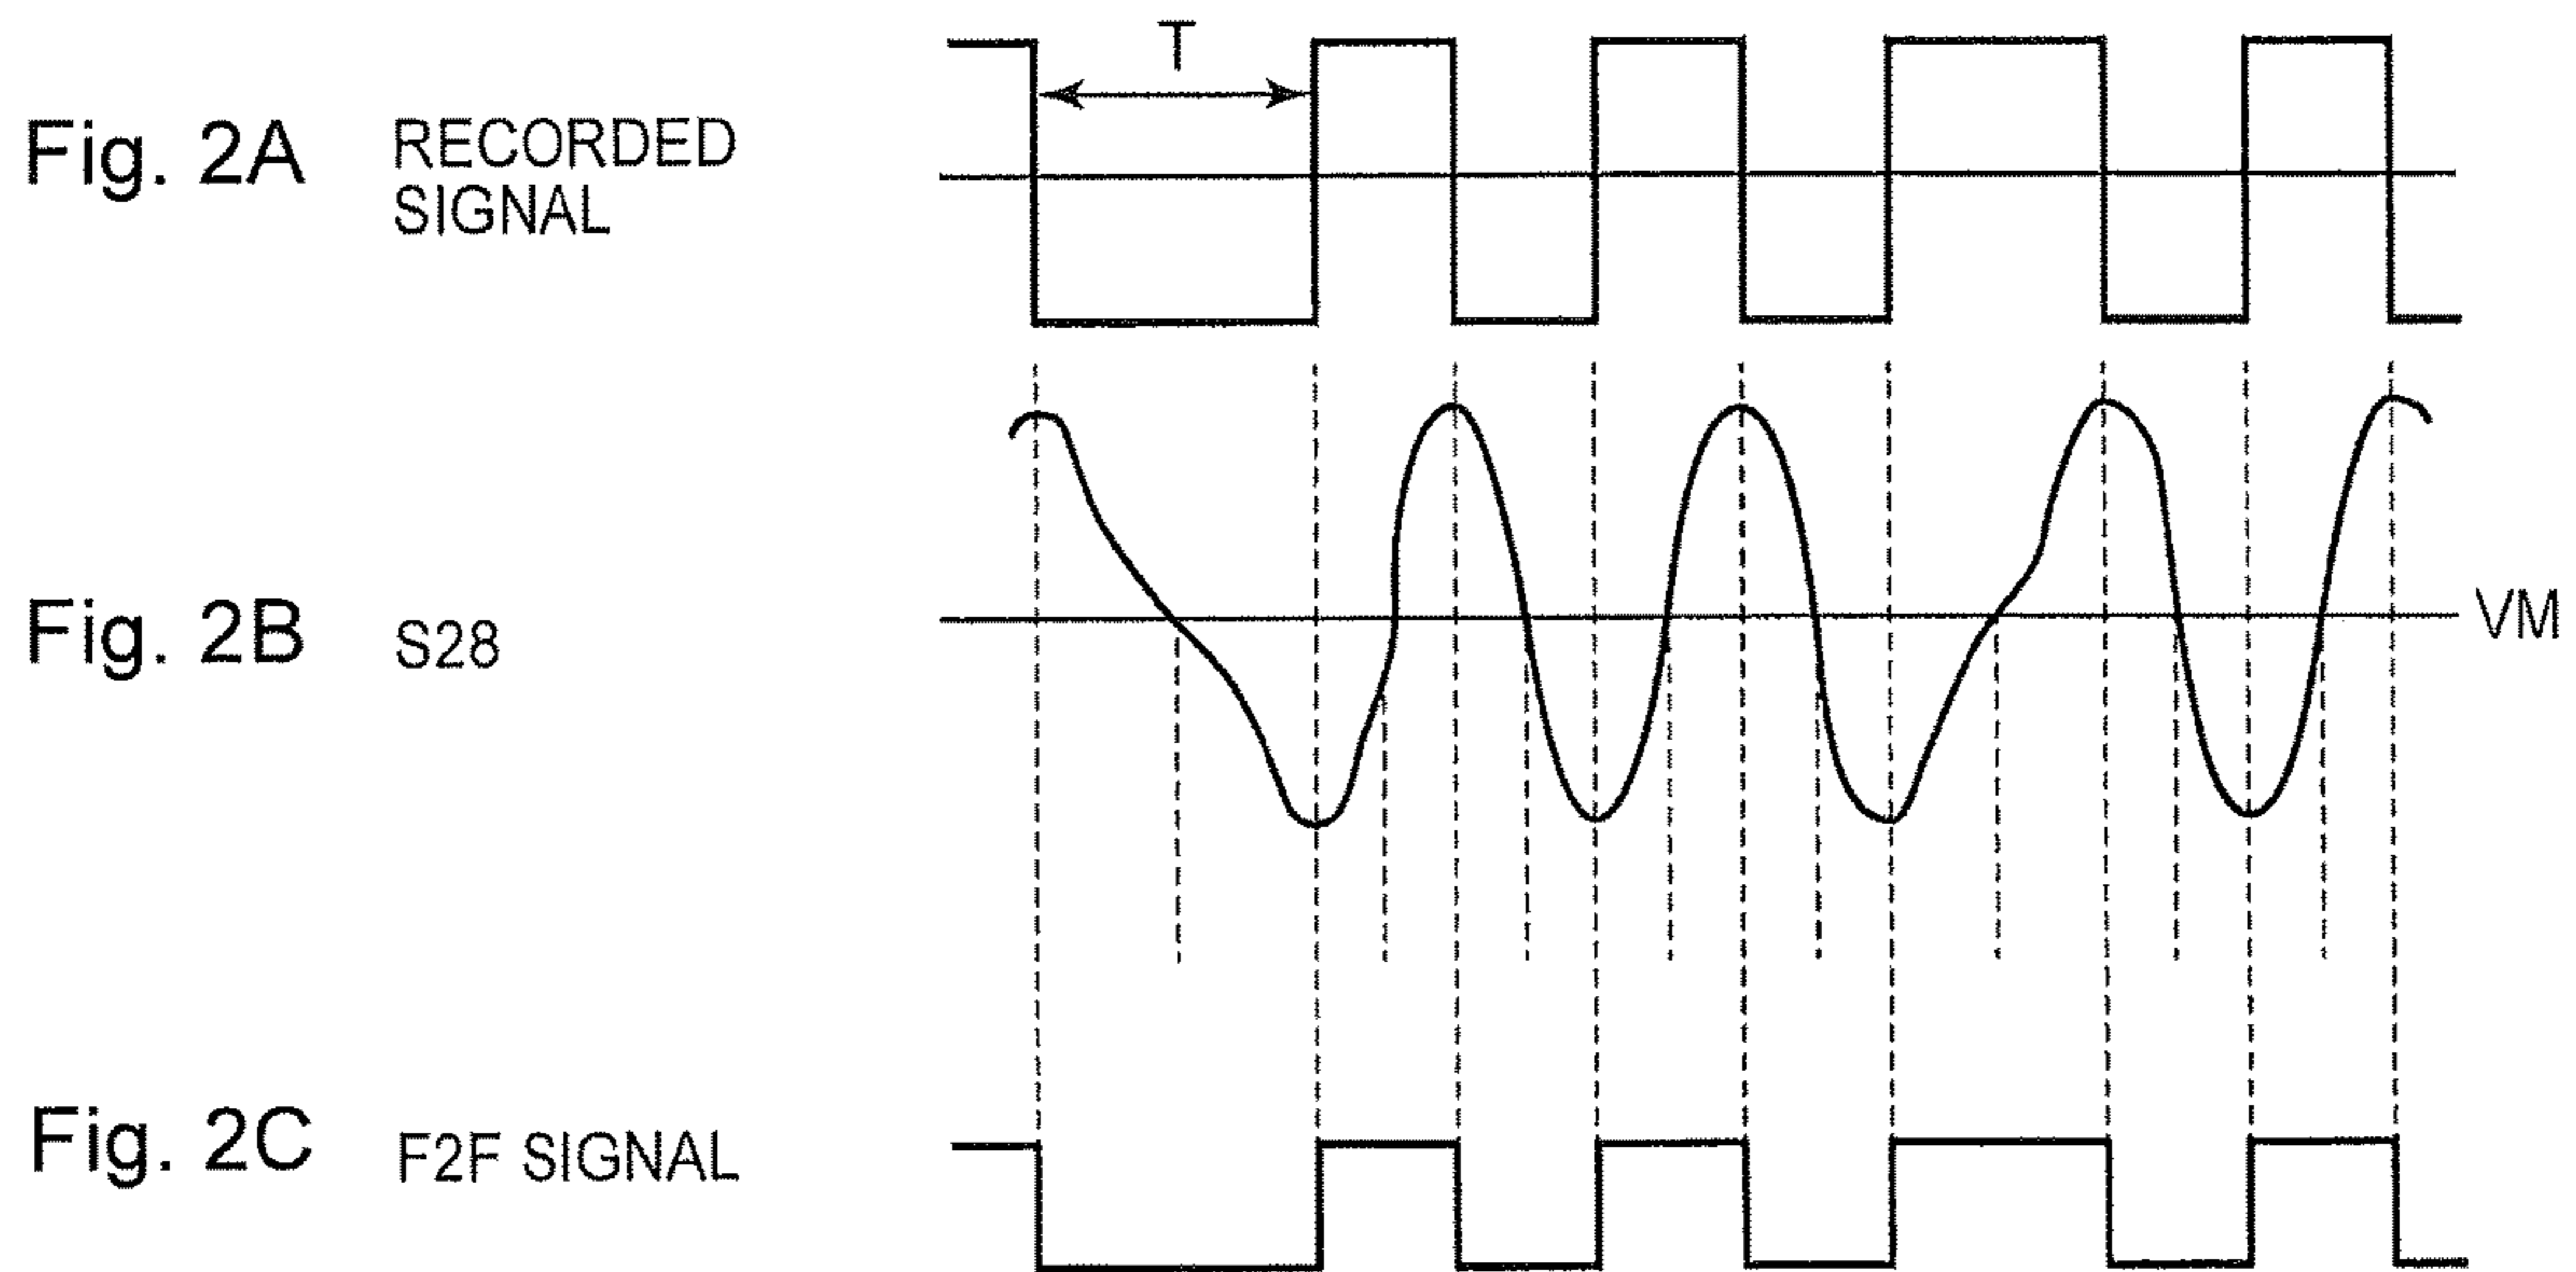 T
Fig. 2A RECORDED
SIGNAL
Fig. 2B S28 VM
Fig. 2C F2F SIGNAL